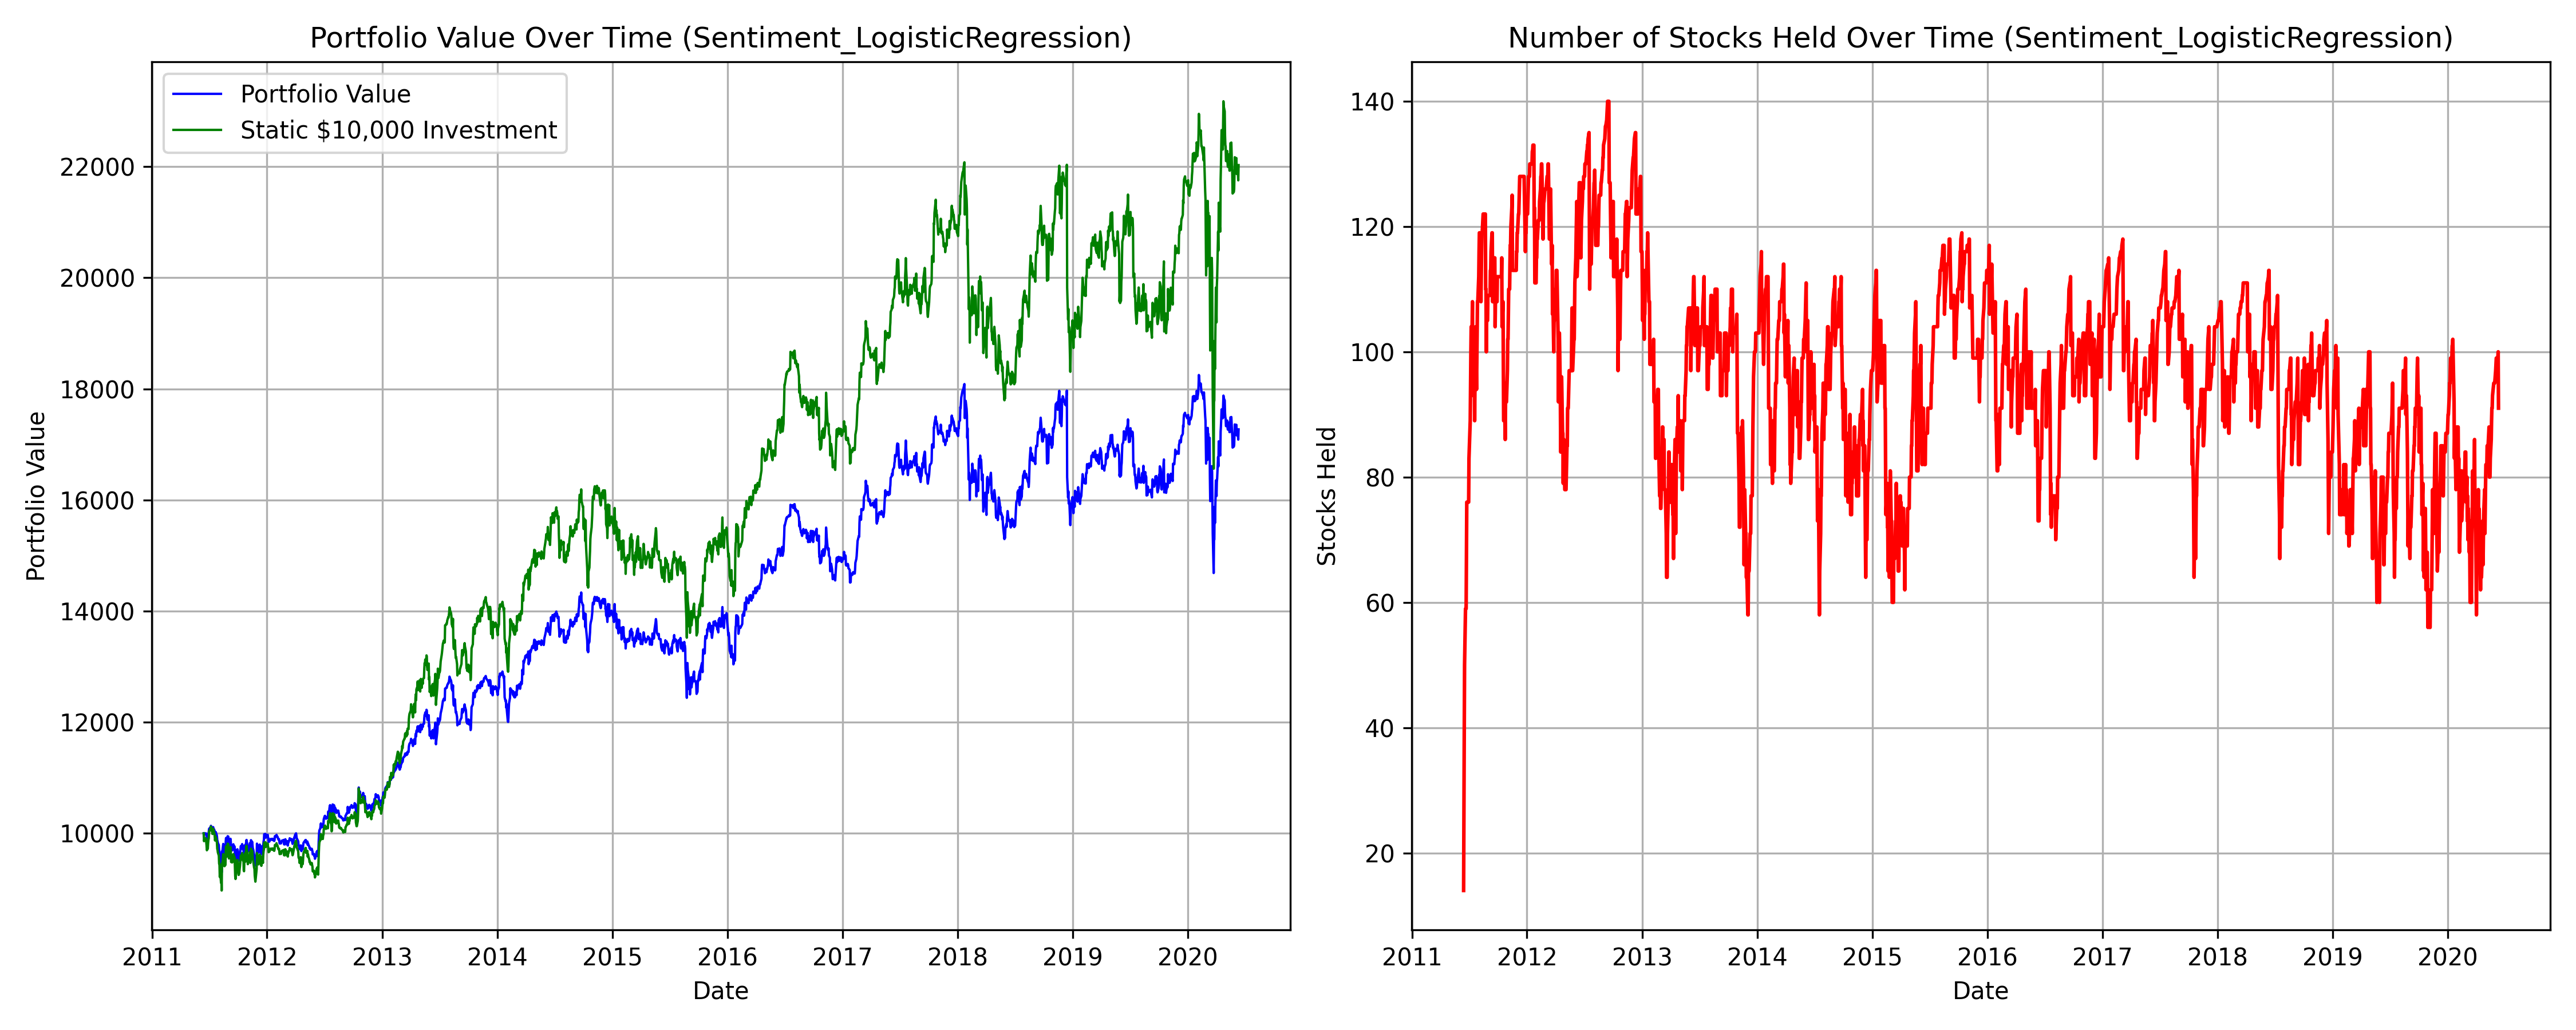 Portfolio Value Over Time (Sentiment_LogisticRegression)
Portfolio Value
Static $10,000 Investment
22000
20000
18000
16000
14000
12000
10000
Portfolio Value
2011 2012 2013 2014 2015 2016 2017 2018 2019 2020
Date
Number of Stocks Held Over Time (Sentiment_LogisticRegression)
140
120
100
80
60
40
20
Stocks Held
2011 2012 2013 2014 2015 2016 2017 2018 2019 2020
Date